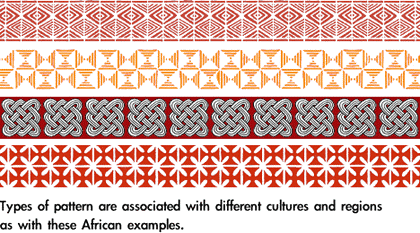 Types of pattern are associated with different cultures and regions
as with these African examples.